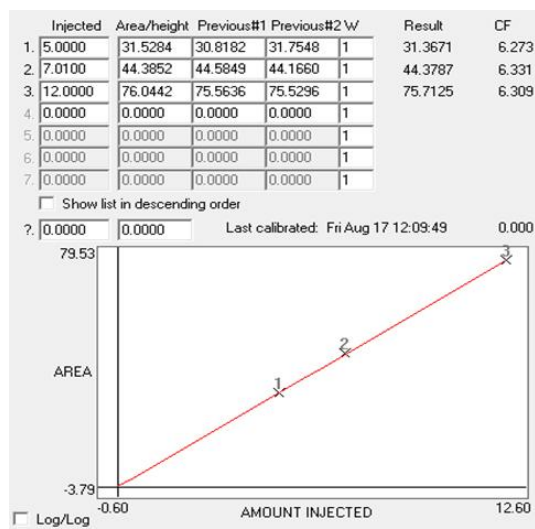 Injected Area/height Previous#1 Previous#2 W Result CF
1. 5.0000 31.5284 30.8182 31.7548 1 31.3671 6.273
2. 7.0100 44.3852 44.5849 44.1660 1 44.3787 6.331
3. 12.0000 76.0442 75.5636 75.5296 1 75.7125 6.309
4. 0.0000 0.0000 0.0000 0.0000 1
5. 0.0000 0.0000 0.0000 0.0000 1
6. 0.0000 0.0000 0.0000 0.0000 1
7. 0.0000 0.0000 0.0000 0.0000 1
Show list in descending order
?. 0.0000 0.0000 Last calibrated: Fri Aug 17 12:09:49 0.000
79.53
3
2
AREA
1
-3.79
-0.60 AMOUNT INJECTED 12.60
Log/Log